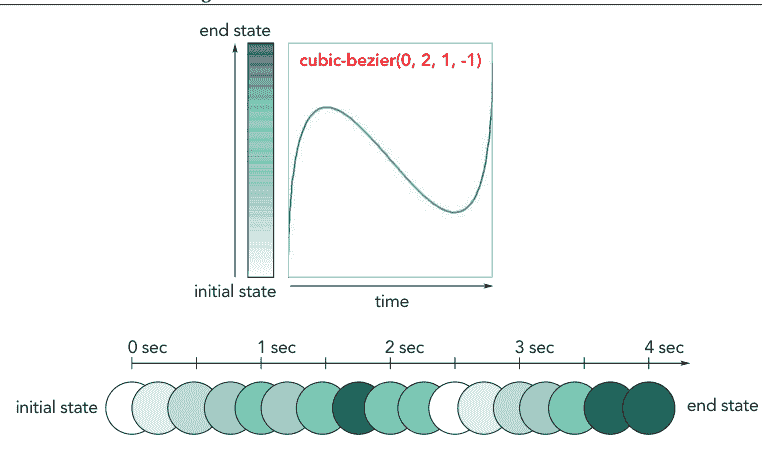 end state
cubic-bezier(0, 2, 1, -1)
initial state
time
0 sec 1 sec 2 sec 3 sec 4 sec
initial state
end state